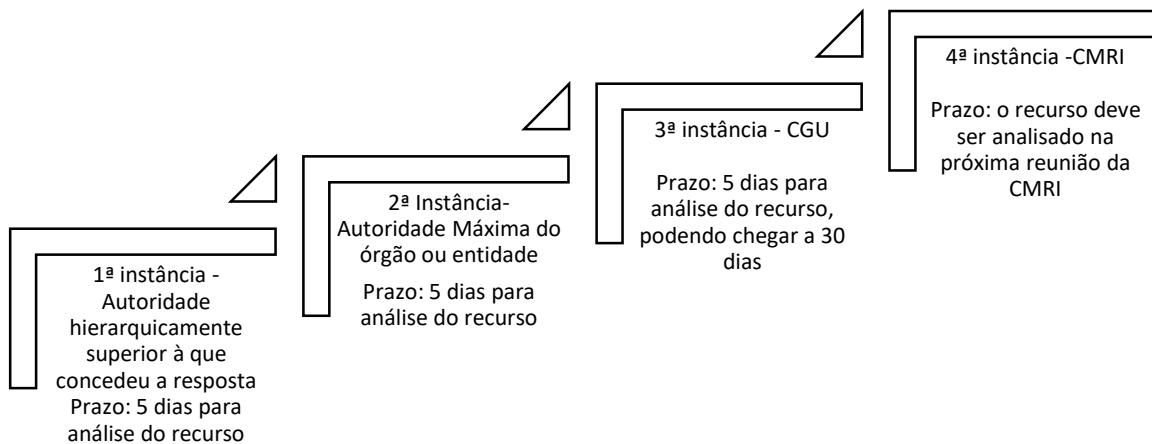 1ª instância -
Autoridade
hierarquicamente
superior à que
concedeu a resposta
Prazo: 5 dias para
análise do recurso
2ª Instância-
Autoridade Máxima do
órgão ou entidade
Prazo: 5 dias para
análise do recurso
3ª instância - CGU
Prazo: 5 dias para
análise do recurso,
podendo chegar a 30
dias
4ª instância -CMRI
Prazo: o recurso deve
ser analisado na
próxima reunião da
CMRI